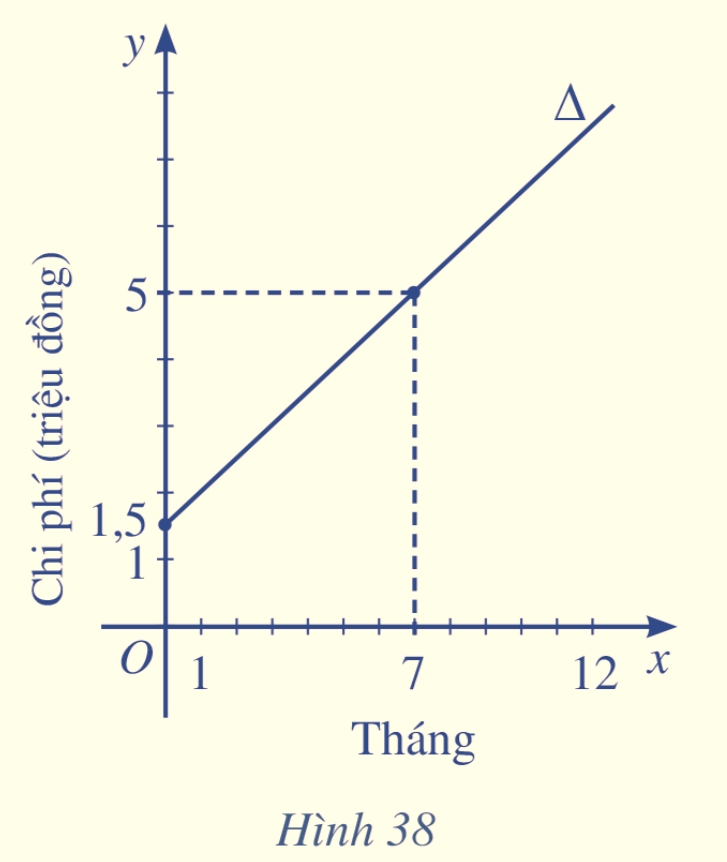 y
Δ
5
Chi phí (triệu đồng)
1,5
1
O
1
7
12
x
Tháng
Hình 38